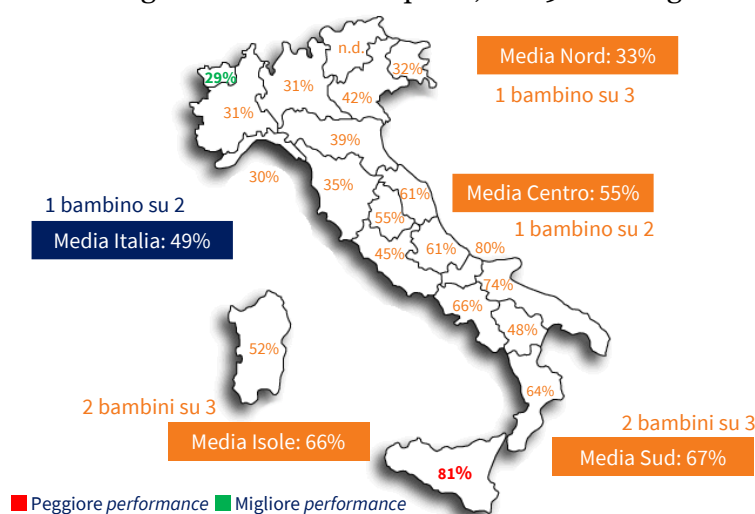 n.d.
Media Nord: 33%
29%
31%
32%
1 bambino su 3
31%
42%
39%
30%
35%
61%
Media Centro: 55%
1 bambino su 2
55%
1 bambino su 2
Media Italia: 49%
45%
61%
80%
74%
66%
48%
52%
64%
2 bambini su 3
2 bambini su 3
Media Isole: 66%
Media Sud: 67%
81%
Peggiore performance
Migliore performance